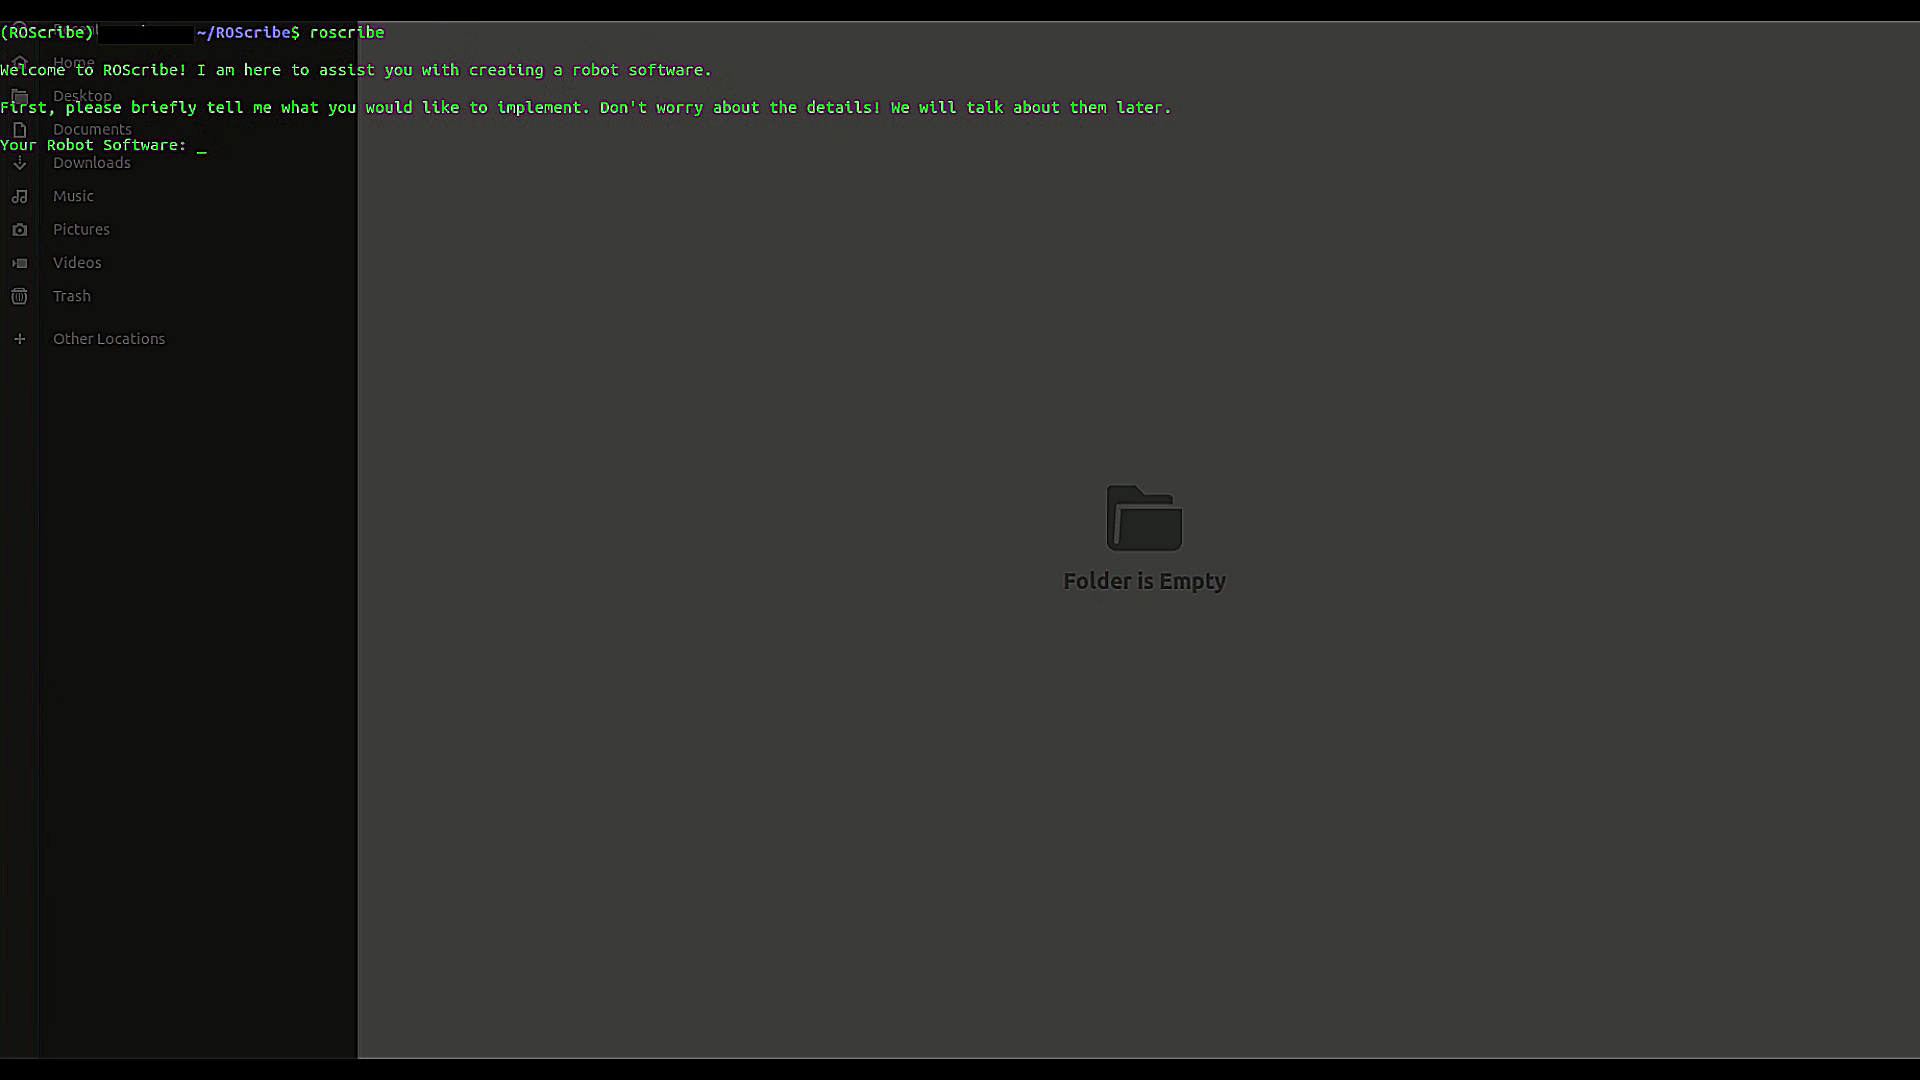 (ROScribe) ~/ROScribe$ roscribe
Welcome to ROScribe! I am here to assist you with creating a robot software.
First, please briefly tell me what you would like to implement. Don't worry about the details! We will talk about them later.
Your Robot Software: _
Recent
Home
Desktop
Documents
Downloads
Music
Pictures
Videos
Trash
+ Other Locations
Folder is Empty